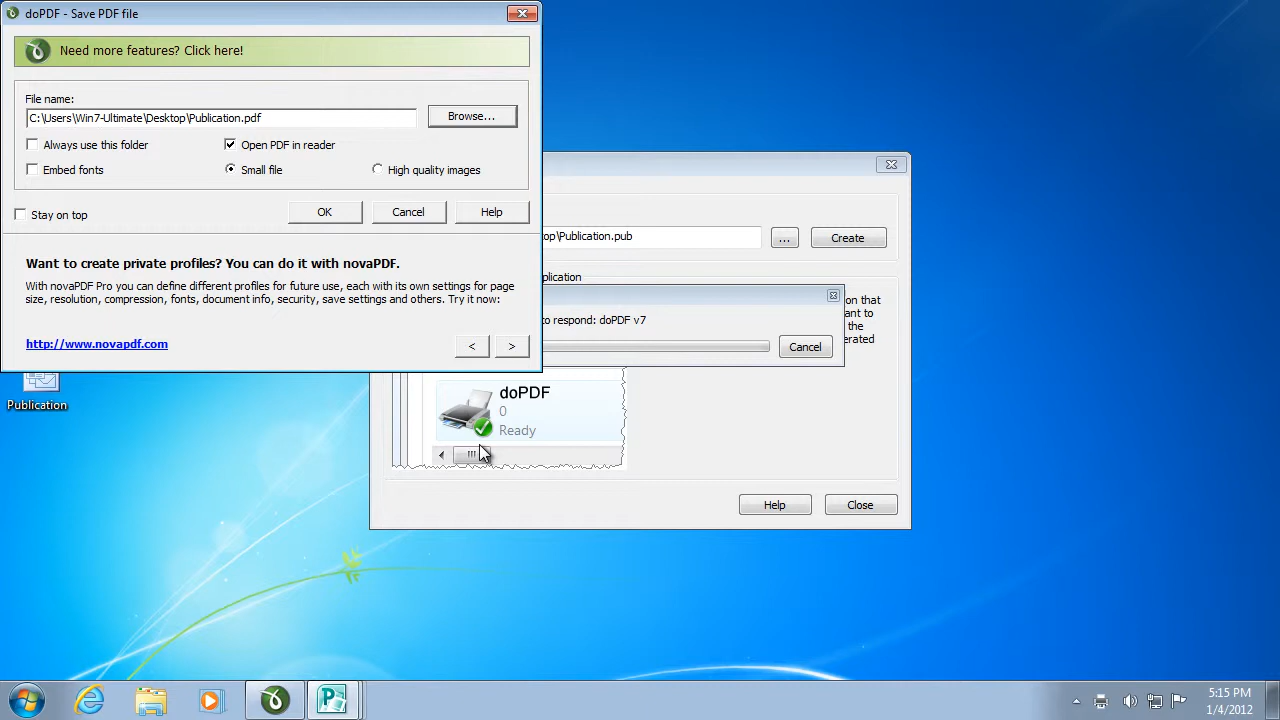 doPDF - Save PDF file
Need more features? Click here!
File name:
C:\Users\Win7-Ultimate\Desktop\Publication.pdf
Browse...
Always use this folder
Open PDF in reader
Embed fonts
Small file
High quality images
Stay on top
OK
Cancel
Help
Want to create private profiles? You can do it with novaPDF.
With novaPDF Pro you can define different profiles for future use, each with its own settings for page
size, resolution, compression, fonts, document info, security, save settings and others. Try it now:
http://www.novapdf.com
<
>
top\Publication.pub
...
Create
plication
on that
ant to
the
erated
to respond: doPDF v7
Cancel
doPDF
0
Ready
Help
Close
Publication
5:15 PM
1/4/2012